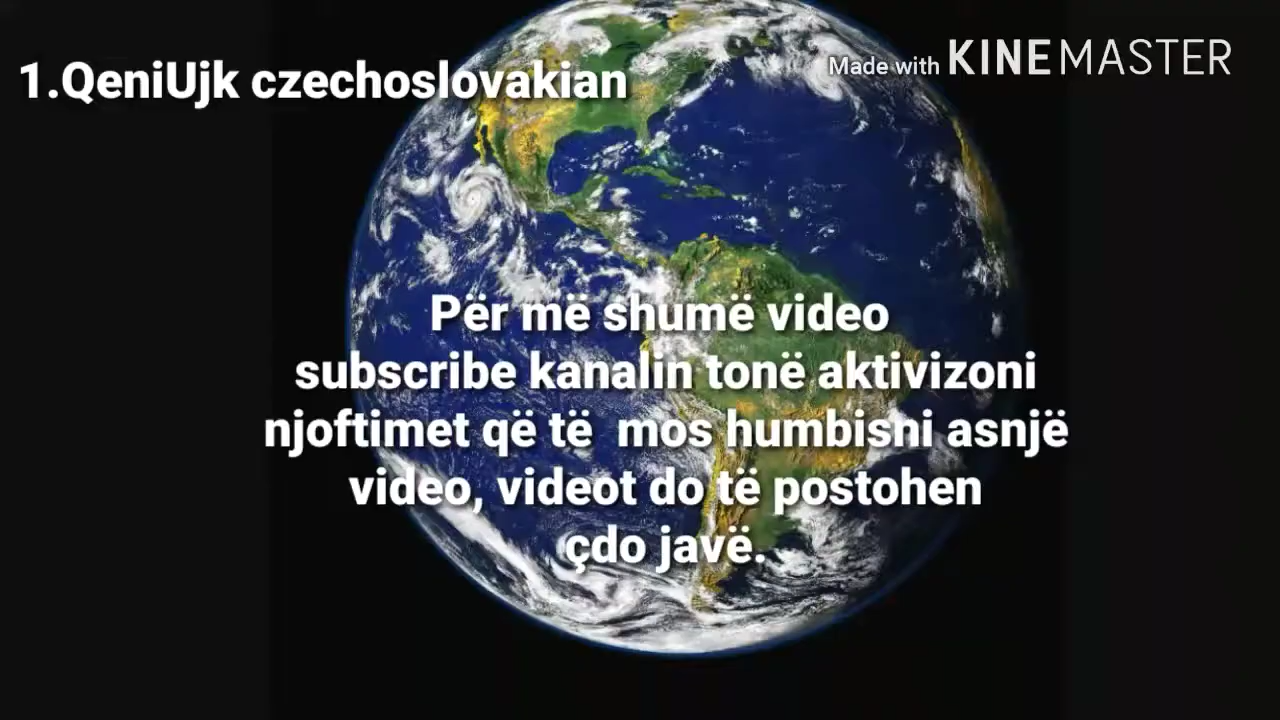 1.QeniUjk czechoslovakian
Made with KINEMASTER
Për më shumë video
subscribe kanalin tonë aktivizoni
njoftimet që të  mos humbisni asnjë
video, videot do të postohen
çdo javë.